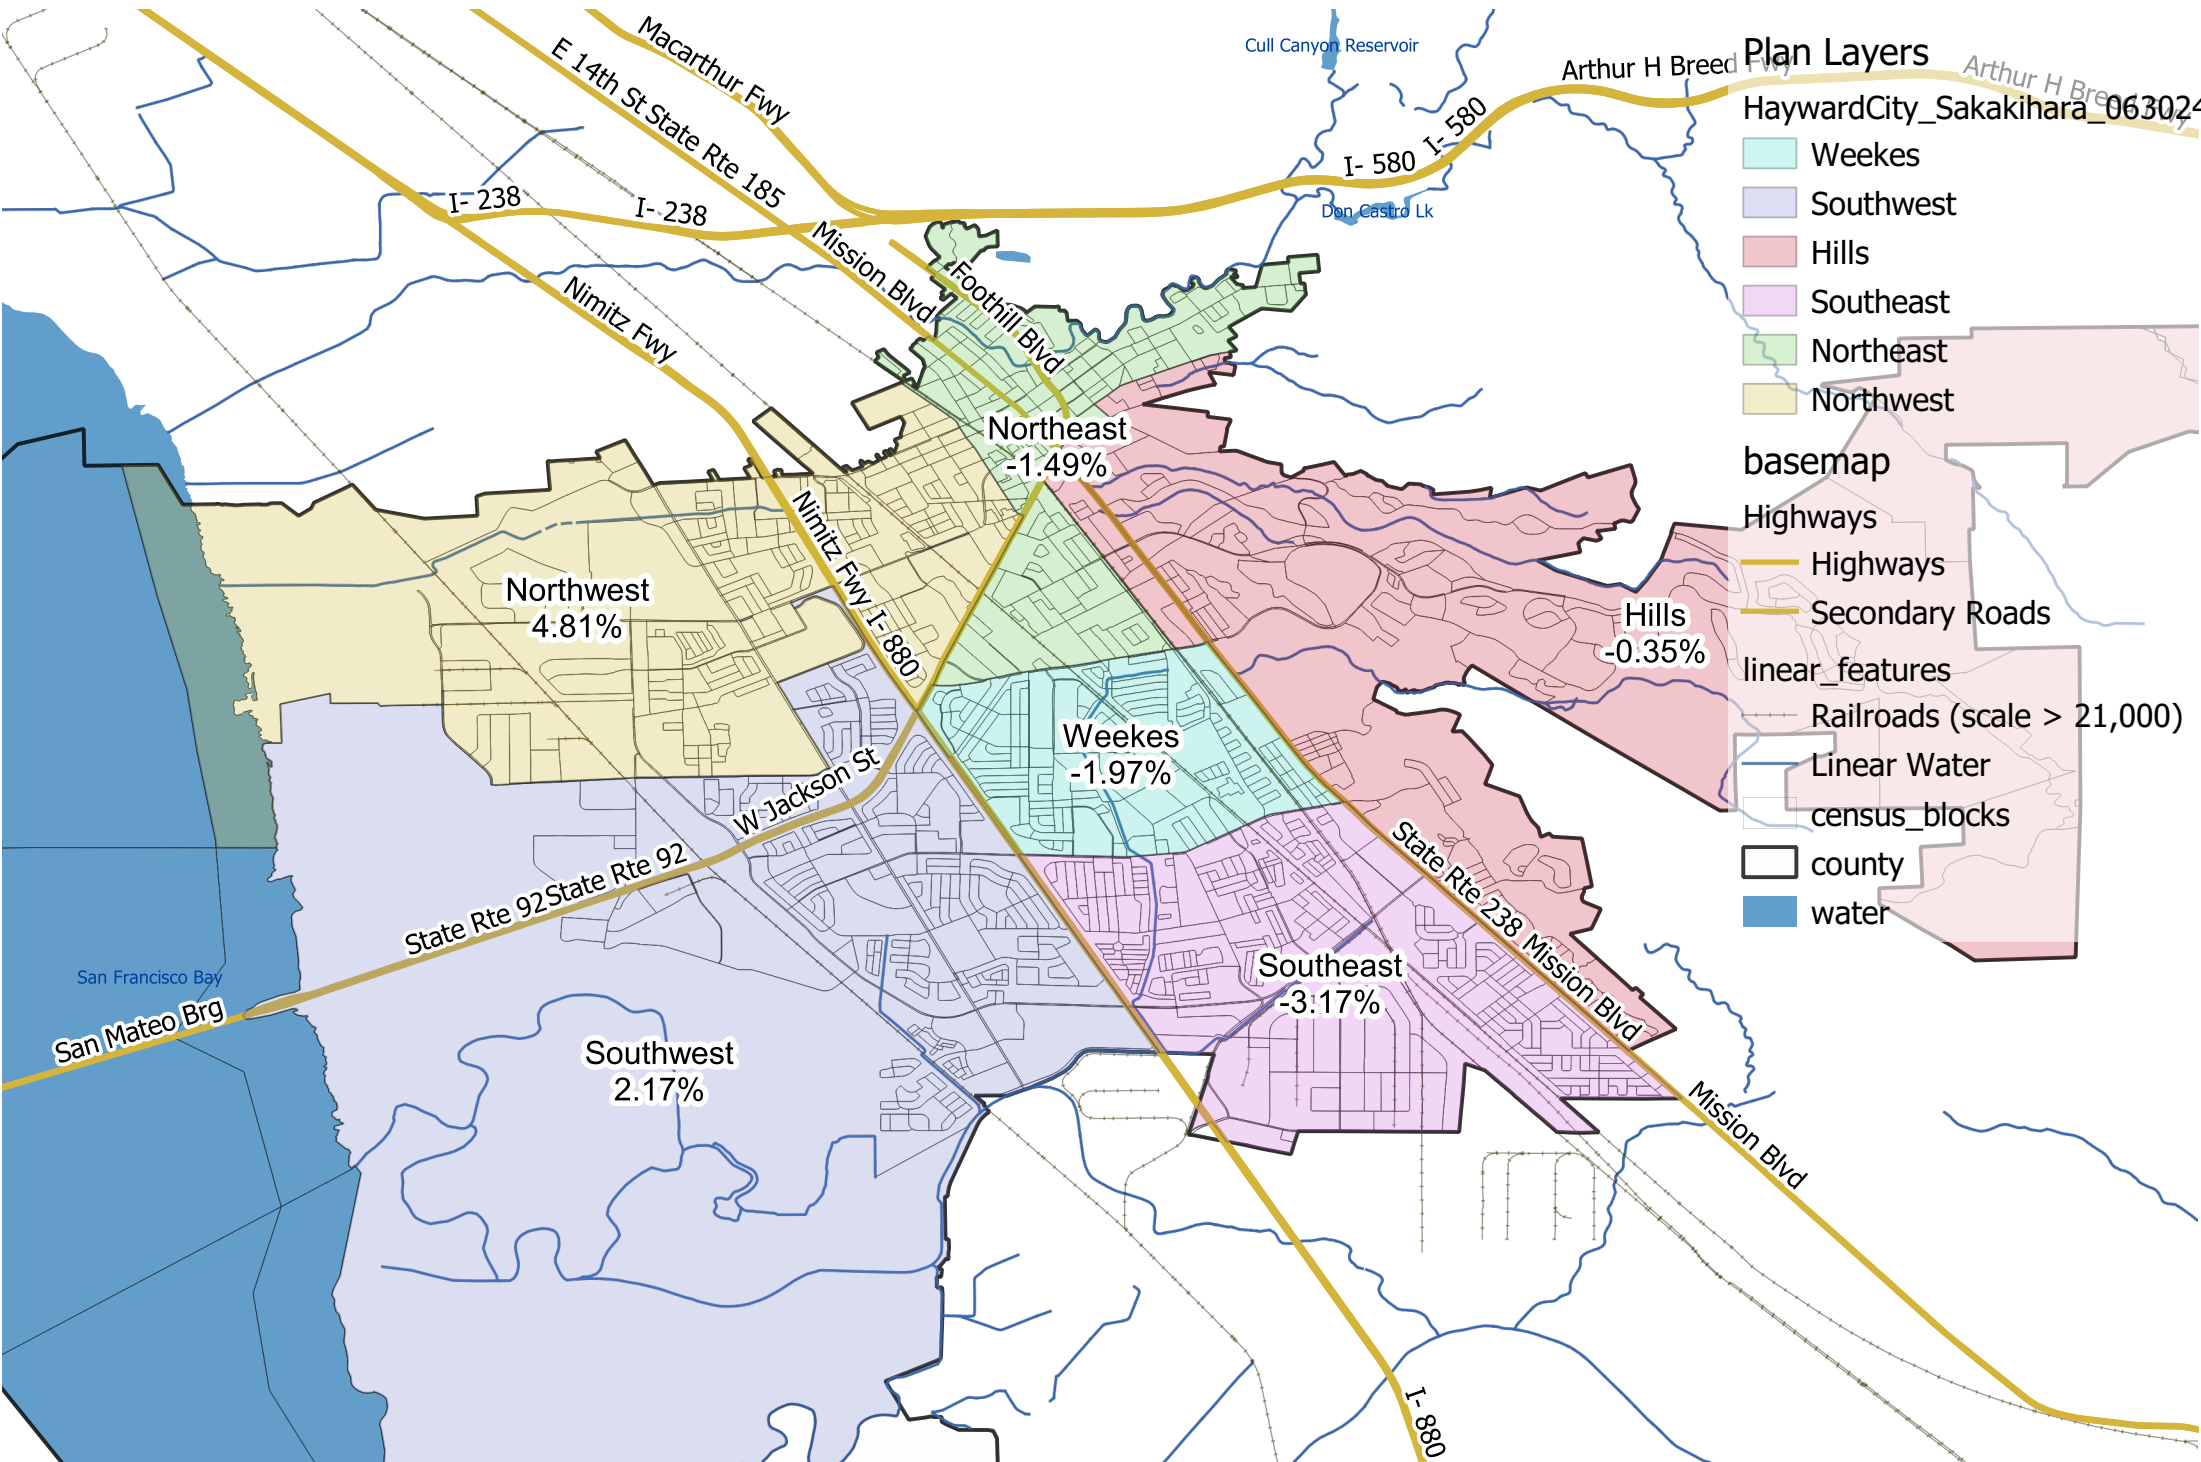 Macarthur Fwy
E 14th St
State Rte 185
Cull Canyon Reservoir
Arthur H Breed Fwy
Arthur H Breed Fwy
I- 580
I- 580
Don Castro Lk
I- 238
I- 238
Mission Blvd
Foothill Blvd
Nimitz Fwy
Northeast
-1.49%
Nimitz Fwy
I- 880
Northwest
4.81%
Hills
-0.35%
Weekes
-1.97%
W Jackson St
State Rte 92
State Rte 92
San Francisco Bay
San Mateo Brg
State Rte 238
Mission Blvd
Southeast
-3.17%
Southwest
2.17%
Mission Blvd
I- 880
Plan Layers
HaywardCity_Sakakihara_063024
Weekes
Southwest
Hills
Southeast
Northeast
Northwest
basemap
Highways
Highways
Secondary Roads
linear_features
Railroads (scale > 21,000)
Linear Water
census_blocks
county
water